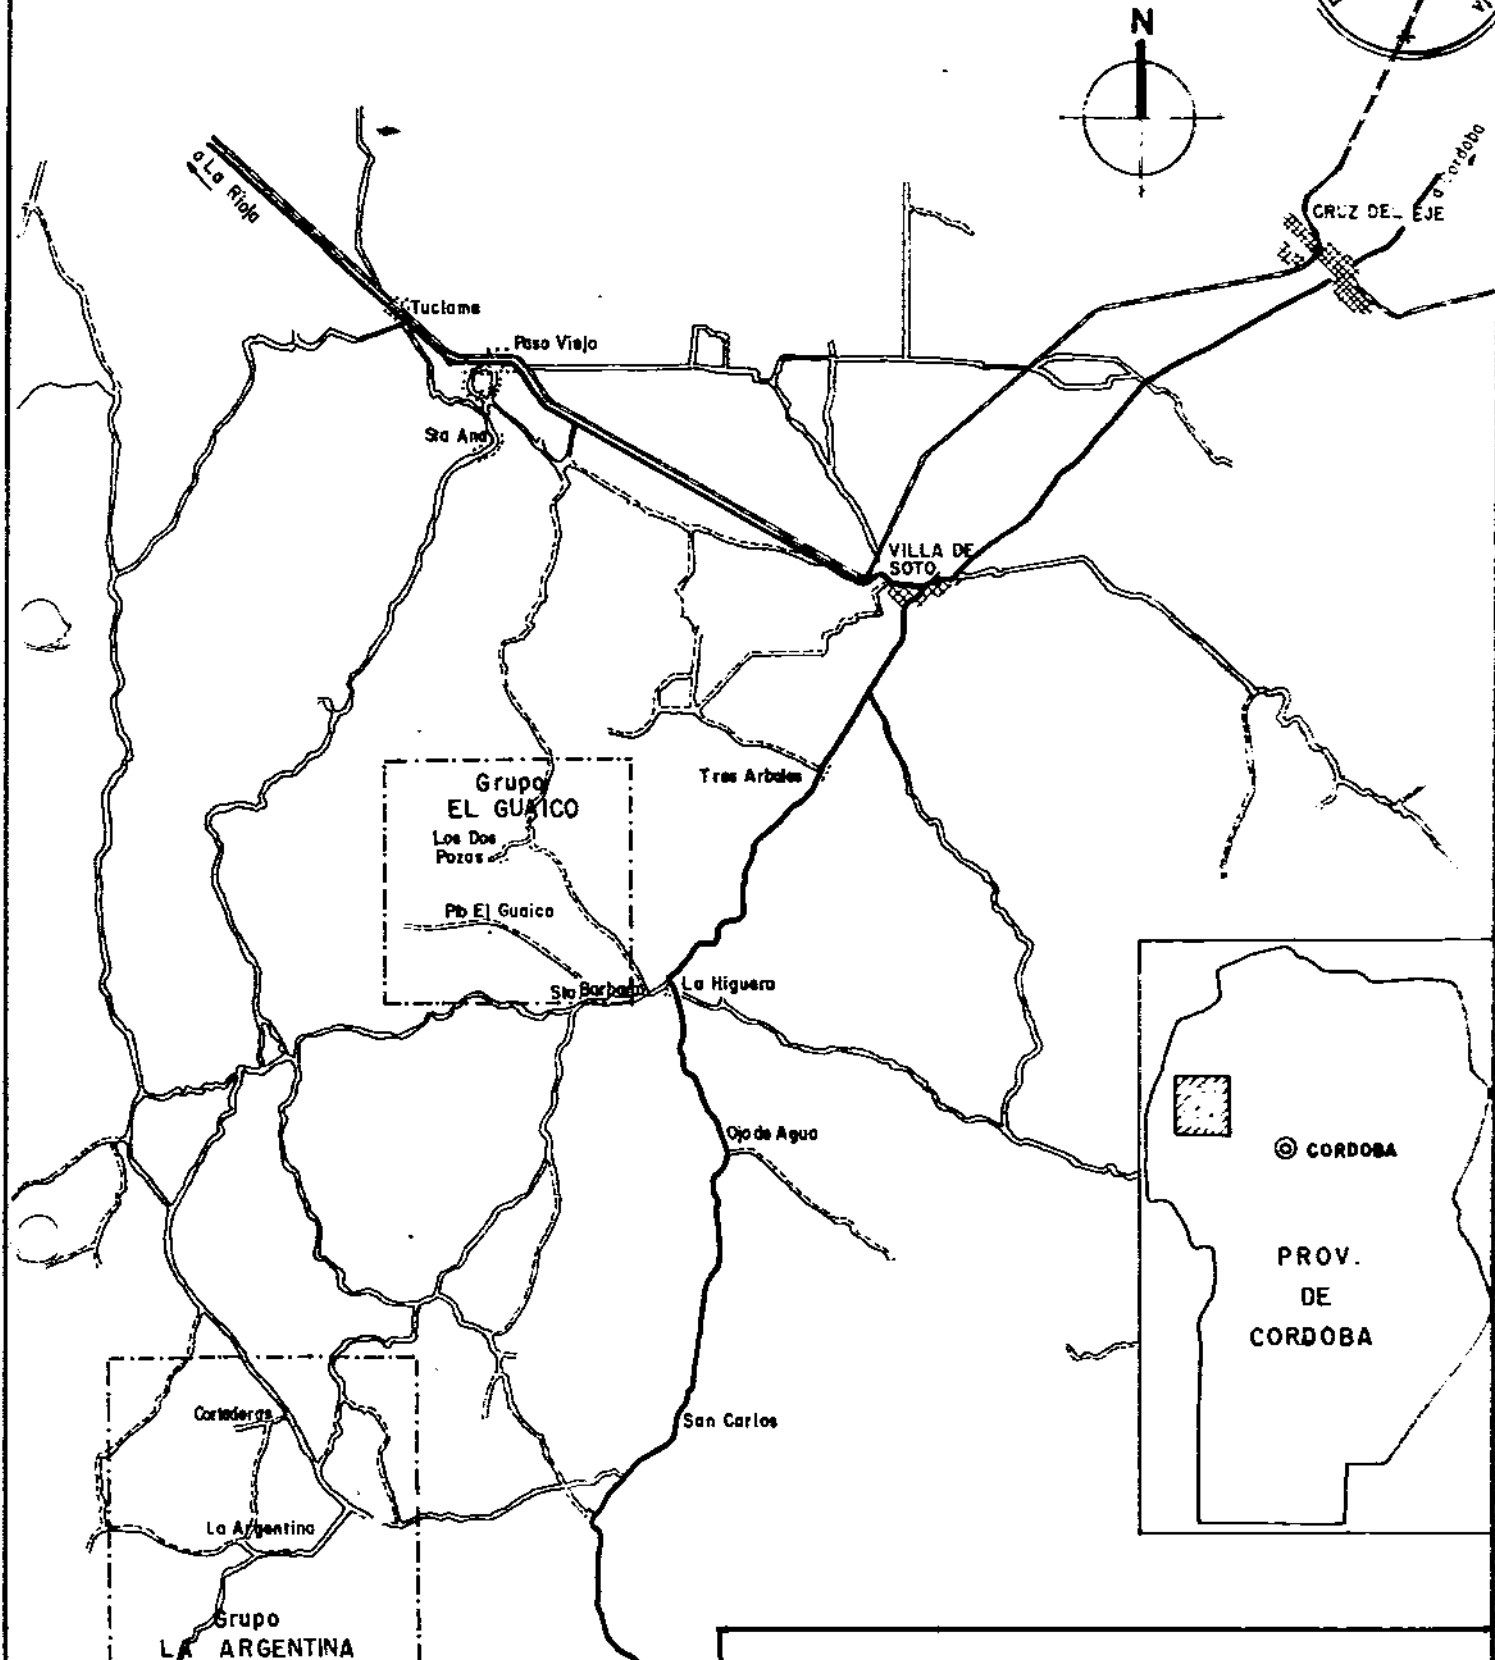 N
a La Rioja
a Cordoba
CRUZ DEL EJE
Tuclame
Paso Viejo
Sta Ana
VILLA DE
SOTO
Tres Arboles
Grupo
EL GUAICO
Los Dos
Pozos
Pto El Guaico
Sta Barbara
La Higuera
Ojo de Agua
CORDOBA
PROV.
DE
CORDOBA
San Carlos
Cortaderas
La Argentina
Grupo
LA ARGENTINA